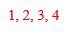 1, 2, 3, 4